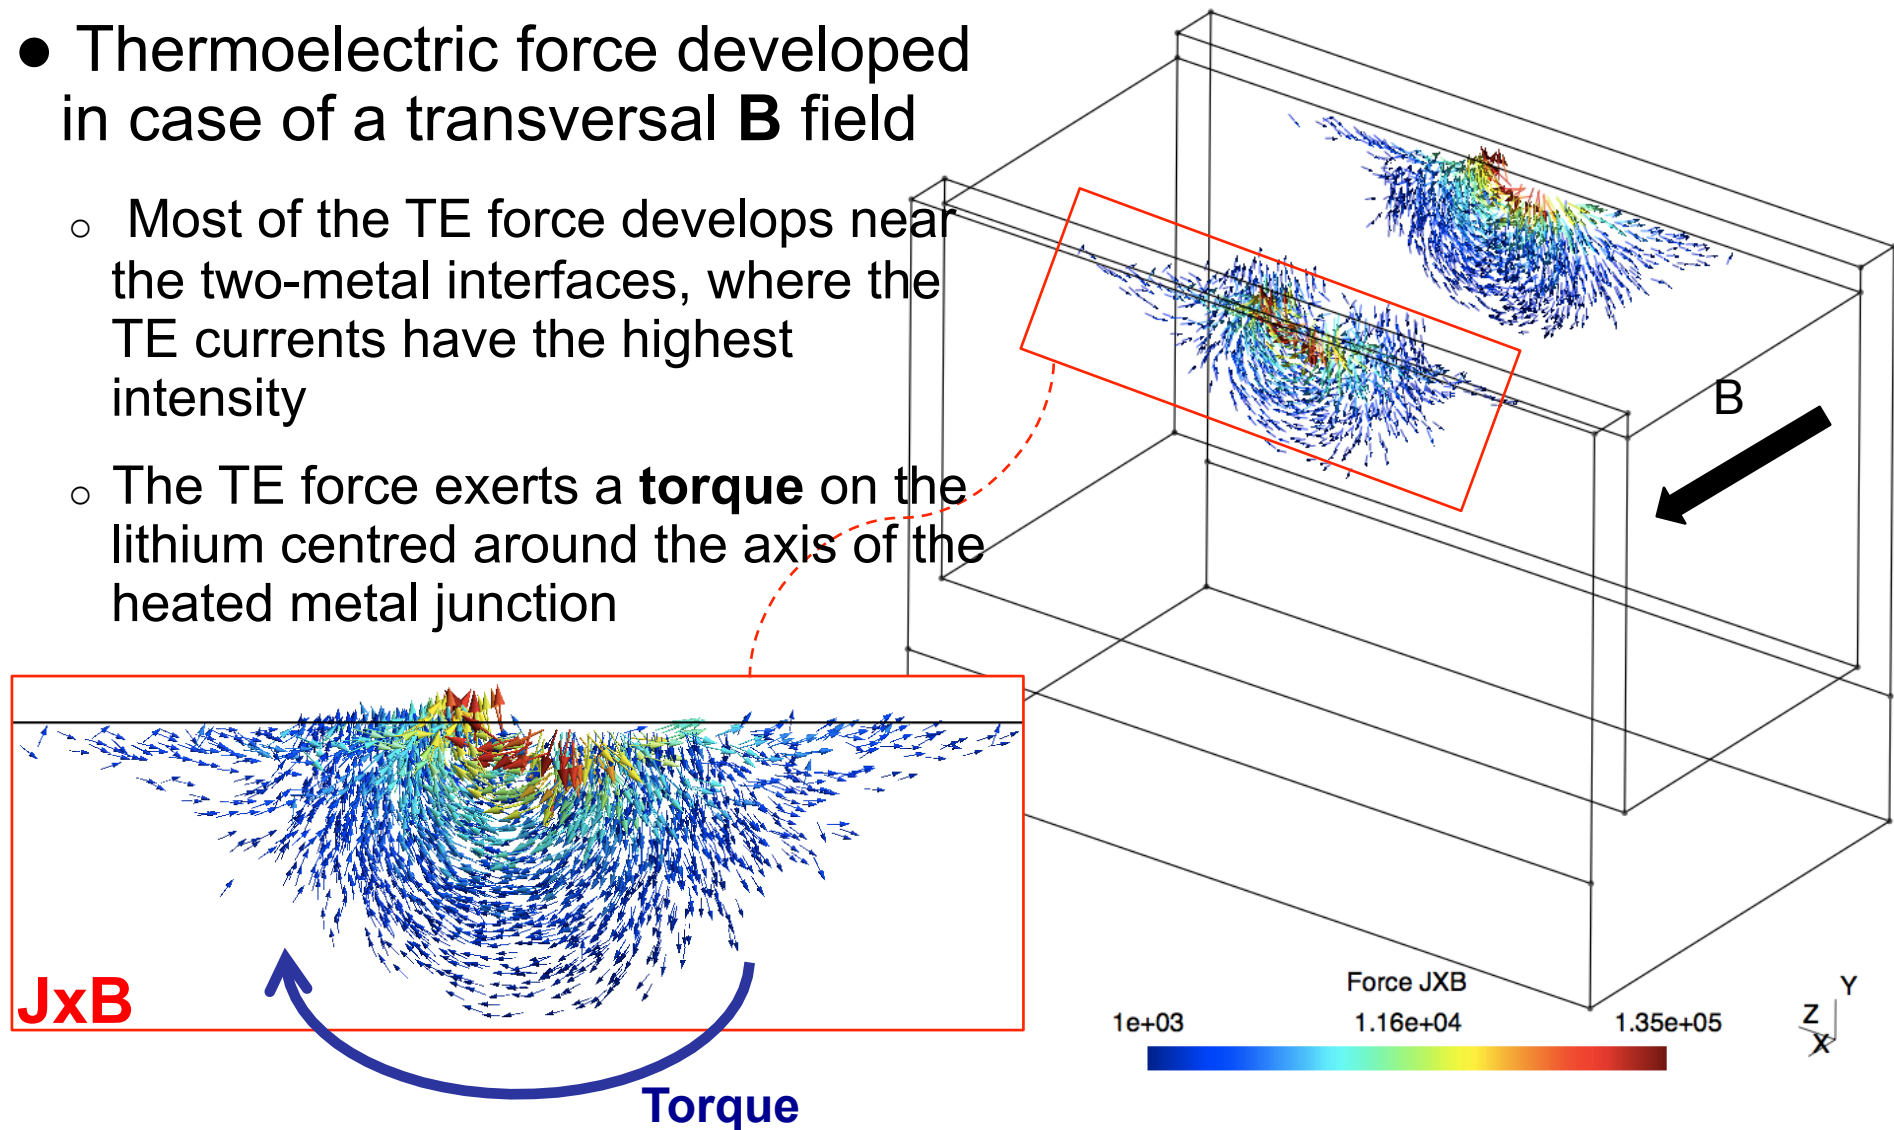 ● Thermoelectric force developed
in case of a transversal B field
○ Most of the TE force develops near
the two-metal interfaces, where the
TE currents have the highest
intensity
○ The TE force exerts a torque on the
lithium centred around the axis of the
heated metal junction
B
JxB
Torque
Force JXB
1e+03 1.16e+04 1.35e+05
Y
Z
X